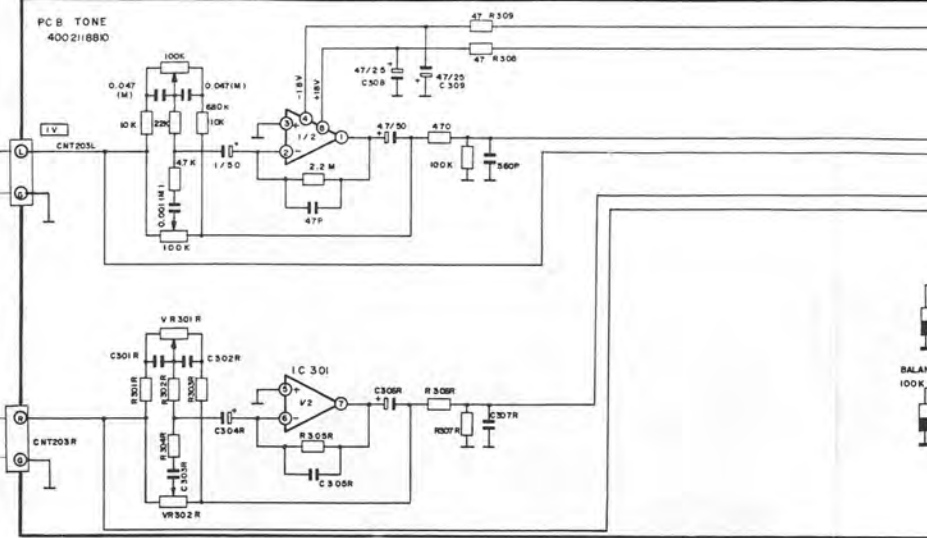 PCB TONE
4002118810
47 R309
47 R308
100K
0.047
(M)
0.047(M)
680K
10K
22K
10K
-18V
+18V
47/25
C308
47/25
C309
1V
L
CNT203L
G
4.7K
0.001(M)
100K
1/50
3
+
4
8
1/2
2
-
1
2.2M
47P
47/50
470
100K
560P
VR301R
C301R
C302R
R301R
R302R
R303R
R304R
C303R
VR302R
C304R
IC301
5
+
6
-
7
R305R
C305R
C306R
R306R
R307R
C307R
CNT203R
G
BALAN
100K